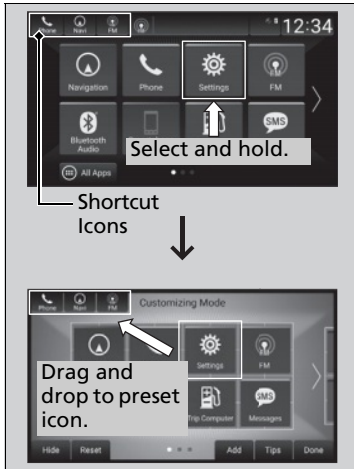 Phone Navi FM
12:34
Navigation Phone Settings FM
Bluetooth
Audio
SMS
Select and hold.
All Apps
Shortcut
Icons
Phone Navi FM
Customizing Mode
Settings FM
Drag and
drop to preset
icon.
Trip Computer Messages
Hide Reset Add Tips Done